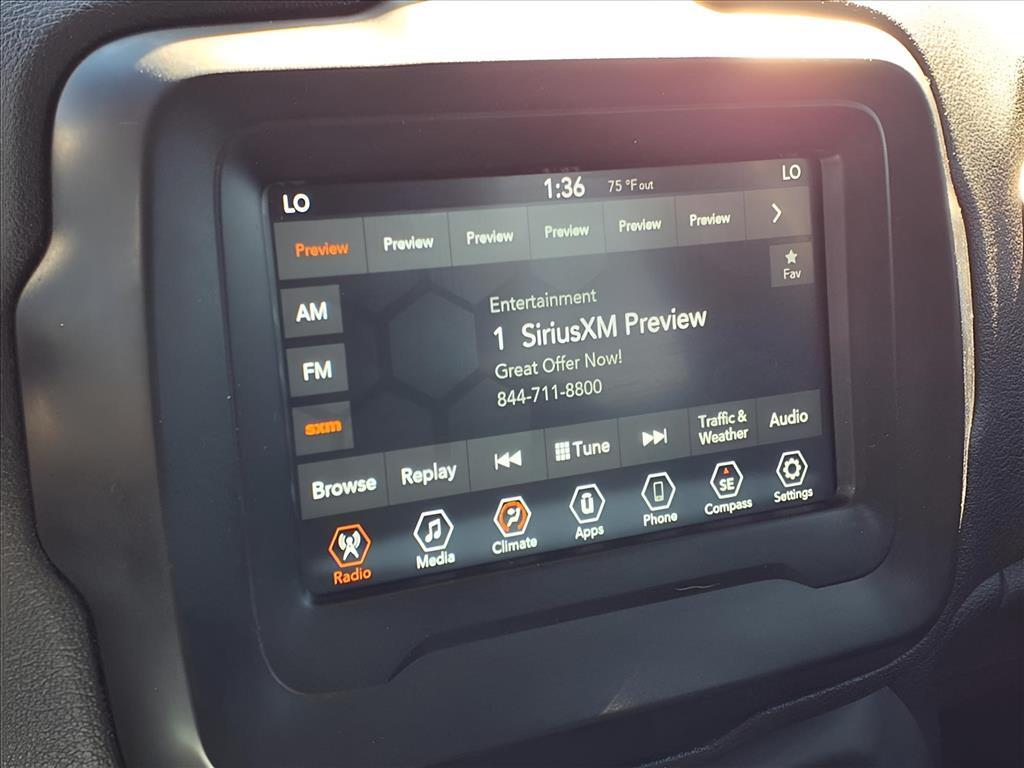 LO 1:36 75 °F out LO
Preview Preview Preview Preview Preview Preview
Fav
AM
FM
sxm
Entertainment
1 SiriusXM Preview
Great Offer Now!
844-711-8800
Browse Replay Tune Traffic & Weather Audio
Radio Media Climate Apps Phone SE Compass Settings